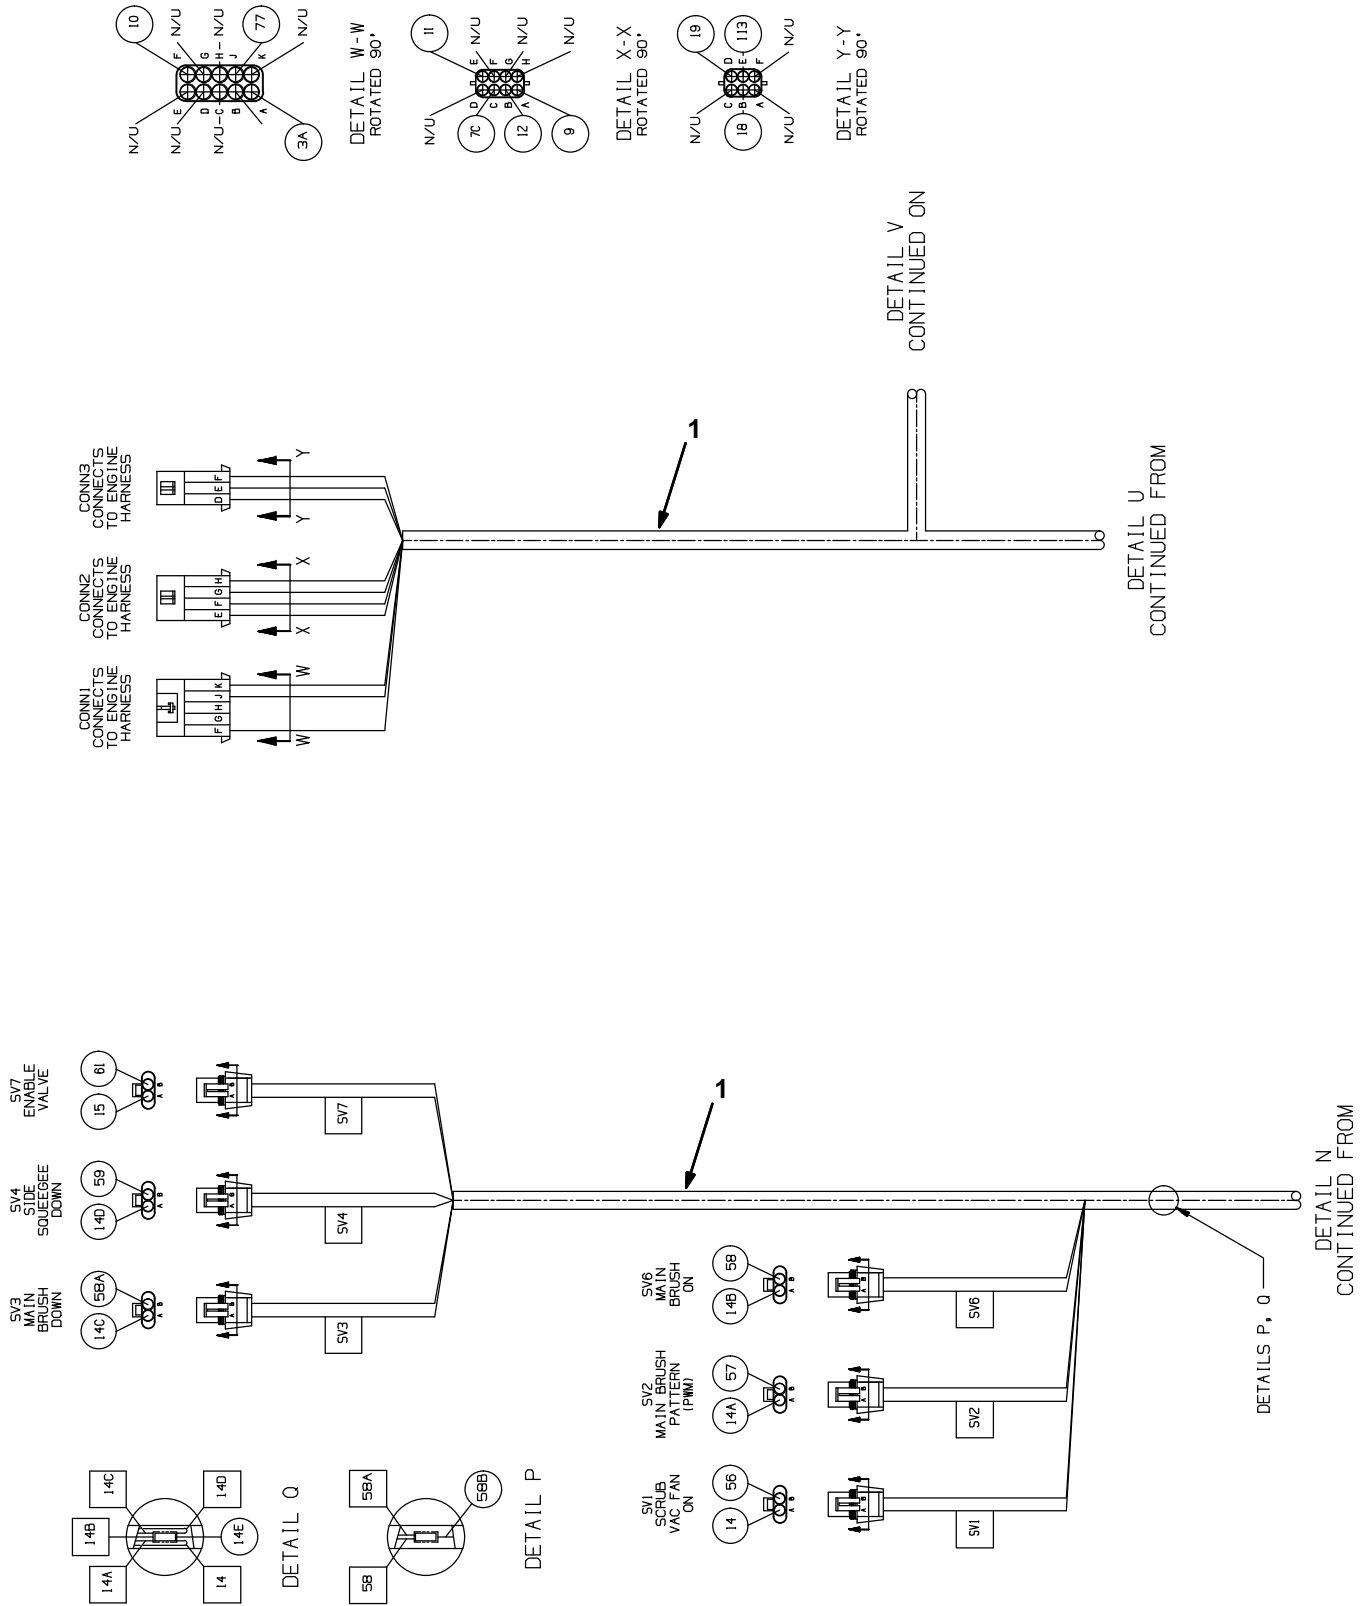 10
N/U
N/U
77
N/U
F
G
H
J
K
E
D
C
B
A
N/U
N/U
N/U
3A
DETAIL W-W
ROTATED 90°
11
N/U
N/U
N/U
E
F
G
H
D
C
B
A
N/U
7C
12
9
DETAIL X-X
ROTATED 90°
19
113
N/U
D
E
F
C
B
A
N/U
18
N/U
DETAIL Y-Y
ROTATED 90°
CONN3
CONNECTS
TO ENGINE
HARNESS
D E F
Y Y
CONN2
CONNECTS
TO ENGINE
HARNESS
E F G H
X X
CONN1
CONNECTS
TO ENGINE
HARNESS
F G H J K
W W
1
DETAIL V
CONTINUED ON
DETAIL U
CONTINUED FROM
SV7
ENABLE
VALVE
15
61
A B
A B
SV7
SV4
SIDE
SQUEEGEE
DOWN
14D
59
A B
A B
SV4
SV3
MAIN
BRUSH
DOWN
14C
58A
A B
A B
SV3
1
SV6
MAIN
BRUSH
ON
14B
58
A B
A B
SV6
SV2
MAIN BRUSH
PATTERN
(PWM)
14A
57
A B
A B
SV2
SV1
SCRUB
VAC FAN
ON
14
56
A B
A B
SV1
DETAILS P, Q
DETAIL N
CONTINUED FROM
14A
14B
14C
14
14E
14D
DETAIL Q
58
58A
58B
DETAIL P